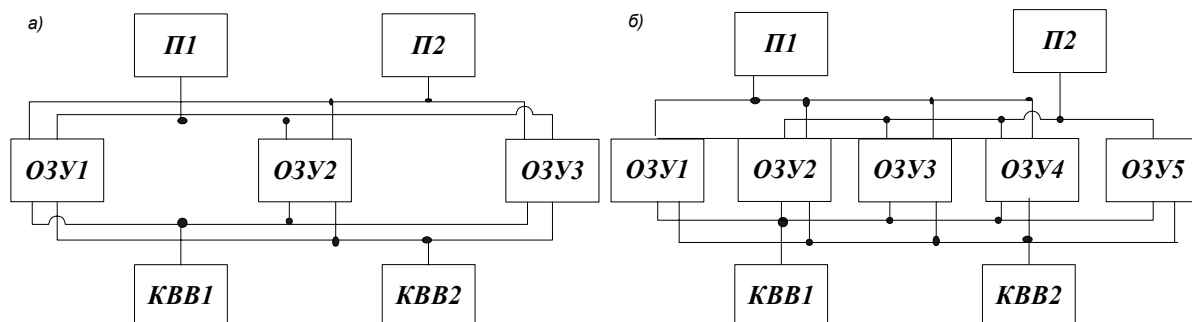 а)
П1 П2
ОЗУ1 ОЗУ2 ОЗУ3
КВВ1 КВВ2
б)
П1 П2
ОЗУ1 ОЗУ2 ОЗУ3 ОЗУ4 ОЗУ5
КВВ1 КВВ2